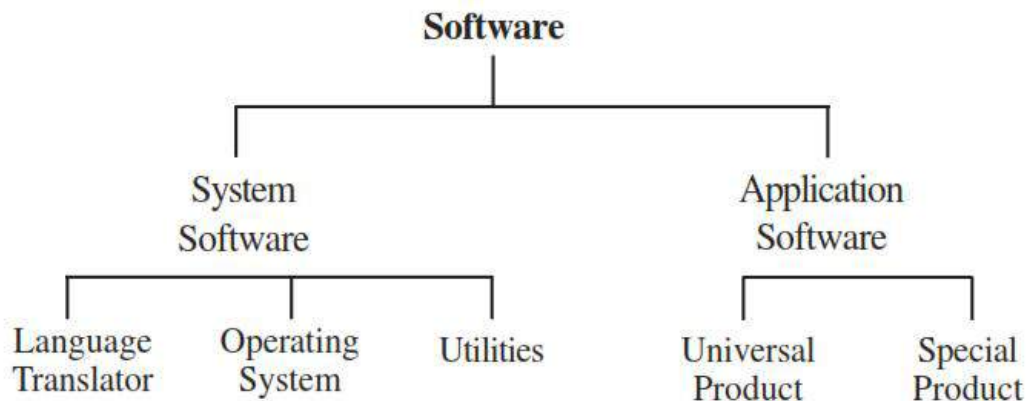 Software
System
Software
Application
Software
Language
Translator
Operating
System
Utilities
Universal
Product
Special
Product